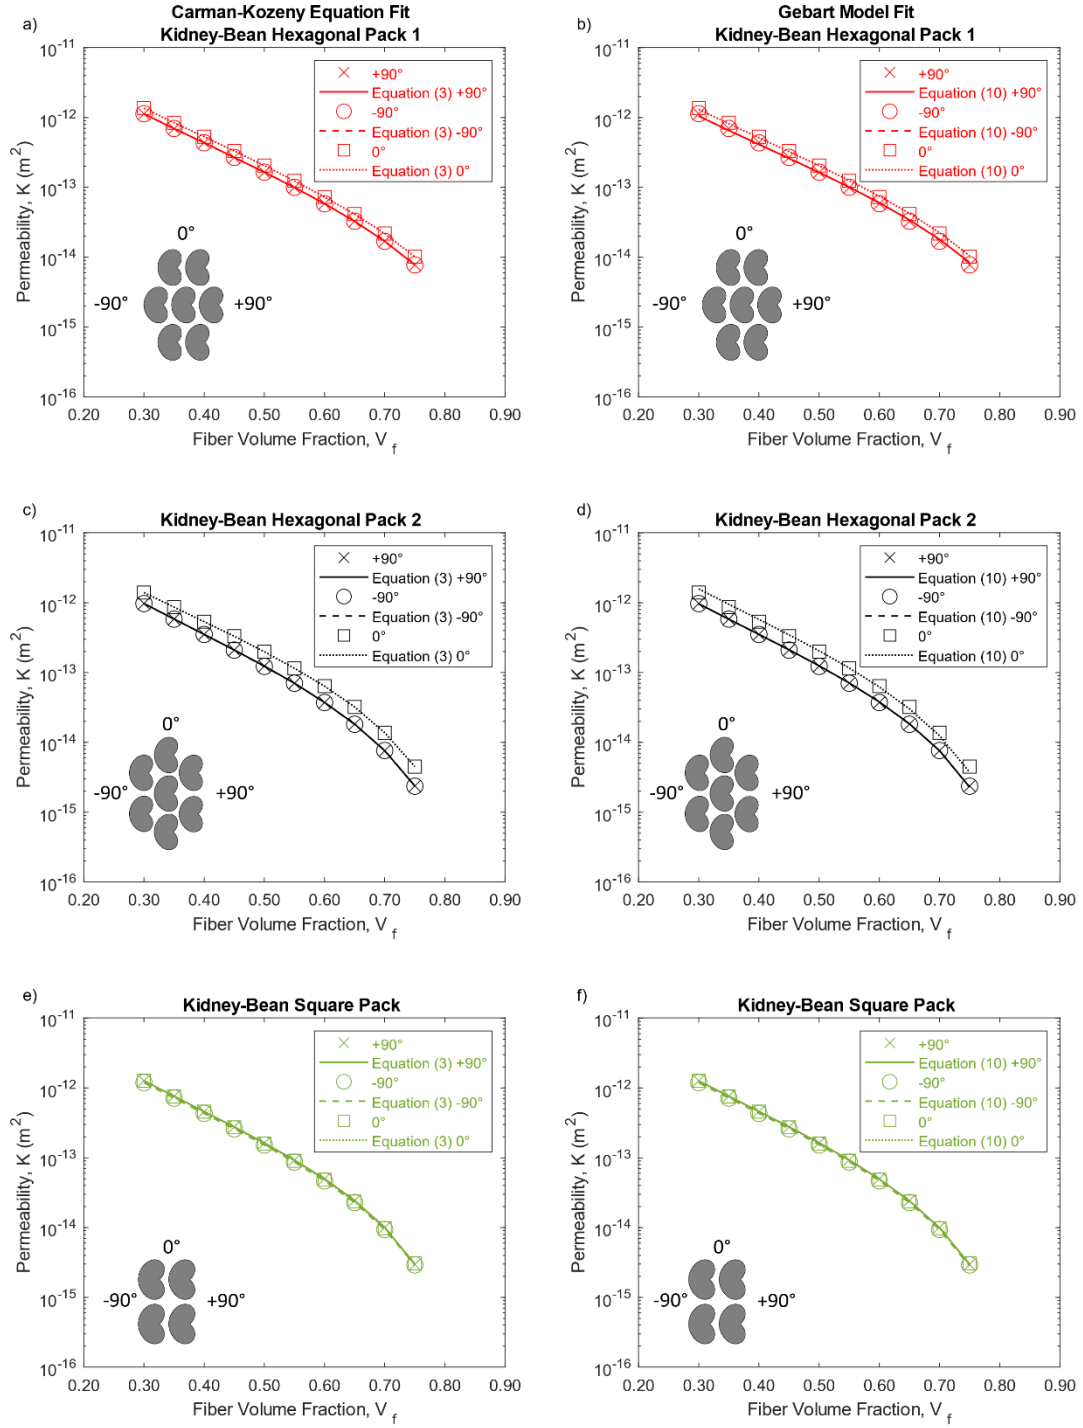 Carman-Kozeny Equation Fit
a)
Kidney-Bean Hexagonal Pack 1
10-11
10-12
10-13
10-14
10-15
10-16
Permeability, K (m2)
+90°
Equation (3) +90°
-90°
Equation (3) -90°
0°
Equation (3) 0°
0°
-90°
+90°
0.20 0.30 0.40 0.50 0.60 0.70 0.80 0.90
Fiber Volume Fraction, V f
Gebart Model Fit
b)
Kidney-Bean Hexagonal Pack 1
10-11
10-12
10-13
10-14
10-15
10-16
Permeability, K (m2)
+90°
Equation (10) +90°
-90°
Equation (10) -90°
0°
Equation (10) 0°
0°
-90°
+90°
0.20 0.30 0.40 0.50 0.60 0.70 0.80 0.90
Fiber Volume Fraction, V f
c)
Kidney-Bean Hexagonal Pack 2
10-11
10-12
10-13
10-14
10-15
10-16
Permeability, K (m2)
+90°
Equation (3) +90°
-90°
Equation (3) -90°
0°
Equation (3) 0°
0°
-90°
+90°
0.20 0.30 0.40 0.50 0.60 0.70 0.80 0.90
Fiber Volume Fraction, V f
d)
Kidney-Bean Hexagonal Pack 2
10-11
10-12
10-13
10-14
10-15
10-16
Permeability, K (m2)
+90°
Equation (10) +90°
-90°
Equation (10) -90°
0°
Equation (10) 0°
0°
-90°
+90°
0.20 0.30 0.40 0.50 0.60 0.70 0.80 0.90
Fiber Volume Fraction, V f
e)
Kidney-Bean Square Pack
10-11
10-12
10-13
10-14
10-15
10-16
Permeability, K (m2)
+90°
Equation (3) +90°
-90°
Equation (3) -90°
0°
Equation (3) 0°
0°
-90°
+90°
0.20 0.30 0.40 0.50 0.60 0.70 0.80 0.90
Fiber Volume Fraction, V f
f)
Kidney-Bean Square Pack
10-11
10-12
10-13
10-14
10-15
10-16
Permeability, K (m2)
+90°
Equation (10) +90°
-90°
Equation (10) -90°
0°
Equation (10) 0°
0°
-90°
+90°
0.20 0.30 0.40 0.50 0.60 0.70 0.80 0.90
Fiber Volume Fraction, V f